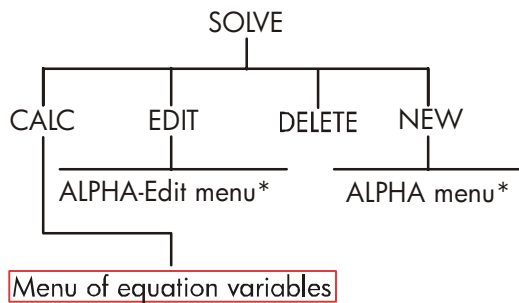 SOLVE
CALC EDIT DELETE NEW
ALPHA-Edit menu* ALPHA menu*
Menu of equation variables